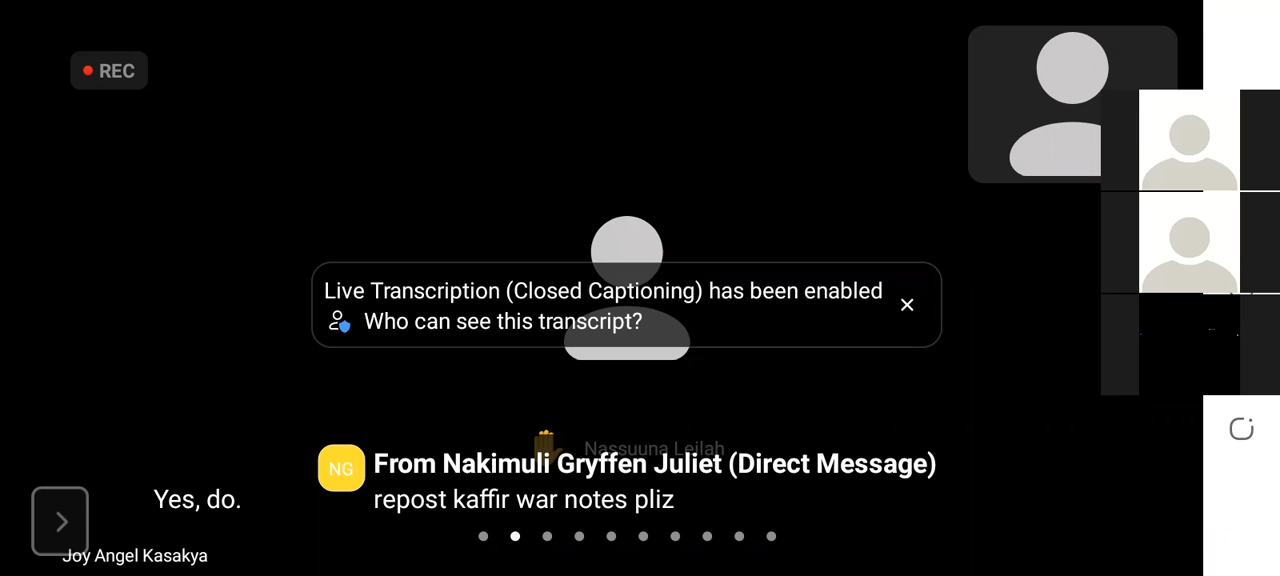 REC
Live Transcription (Closed Captioning) has been enabled
Who can see this transcript?
Nassuuna Leilah
NG
From Nakimuli Gryffen Juliet (Direct Message)
repost kaffir war notes pliz
Yes, do.
Joy Angel Kasakya